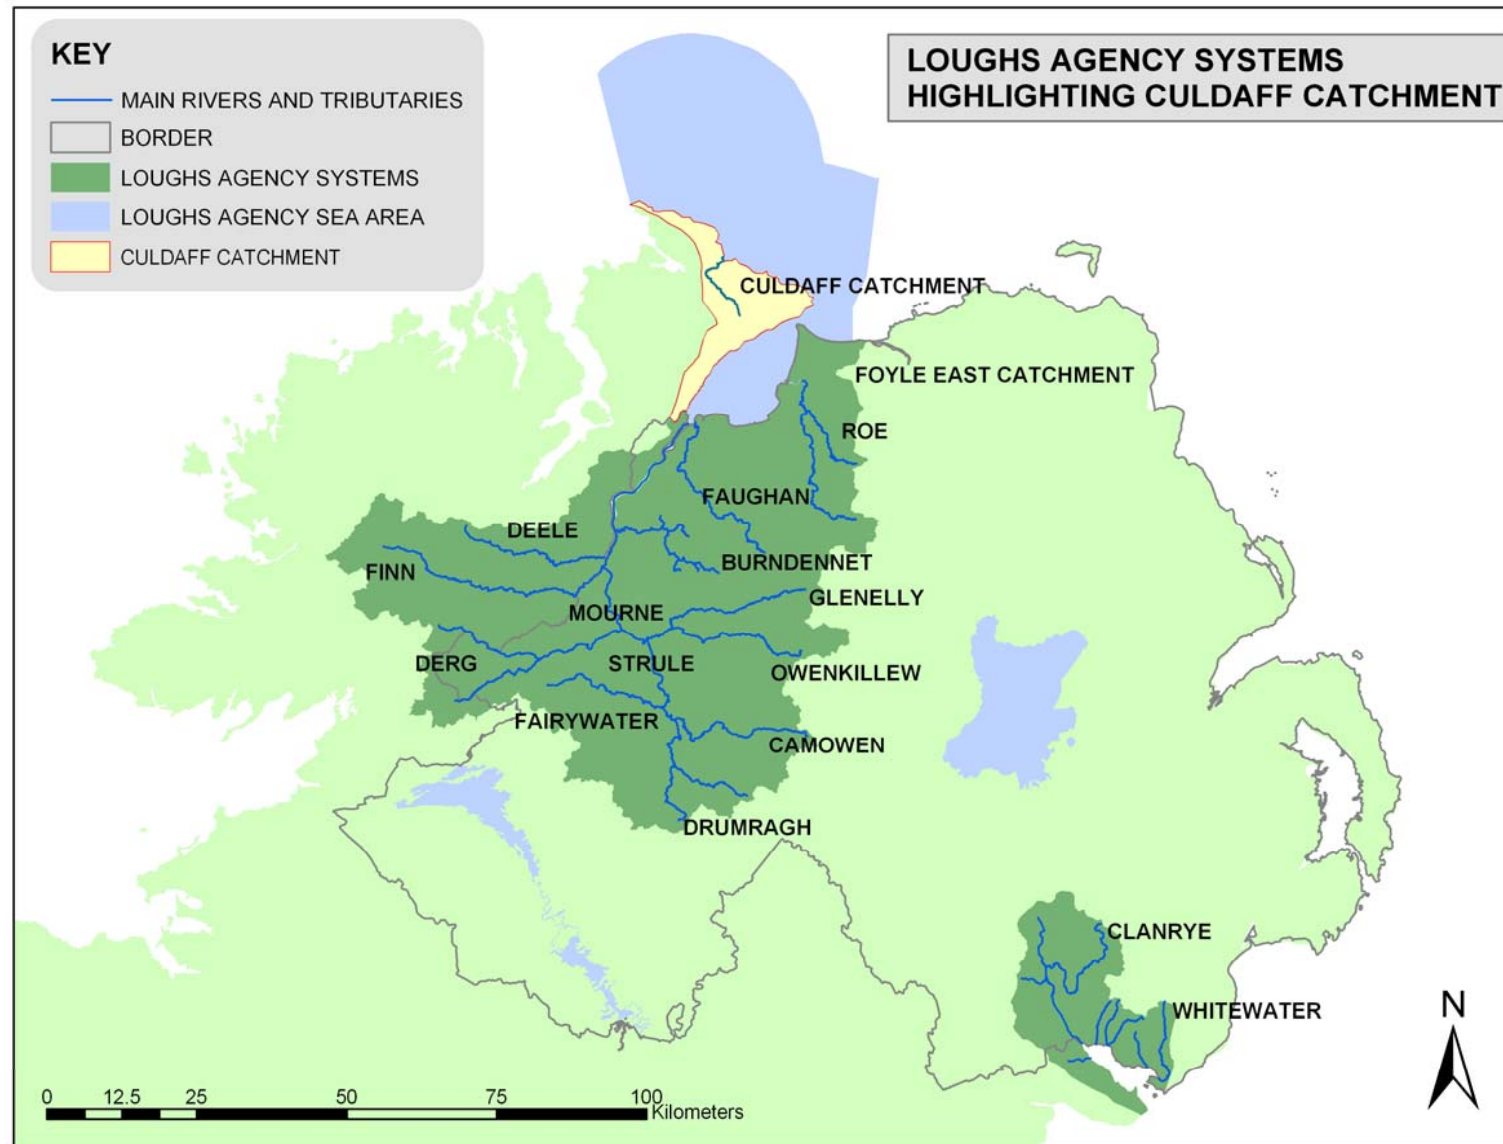 KEY
MAIN RIVERS AND TRIBUTARIES
BORDER
LOUGHS AGENCY SYSTEMS
LOUGHS AGENCY SEA AREA
CULDAFF CATCHMENT
LOUGHS AGENCY SYSTEMS
HIGHLIGHTING CULDAFF CATCHMENT
CULDAFF CATCHMENT
FOYLE EAST CATCHMENT
ROE
FAUGHAN
DEELE
BURNDENNET
FINN
GLENELLY
MOURNE
DERG
STRULE
OWENKILLEW
FAIRYWATER
CAMOWEN
DRUMRAGH
CLANRYE
WHITEWATER
N
0 12.5 25 50 75 100
Kilometers